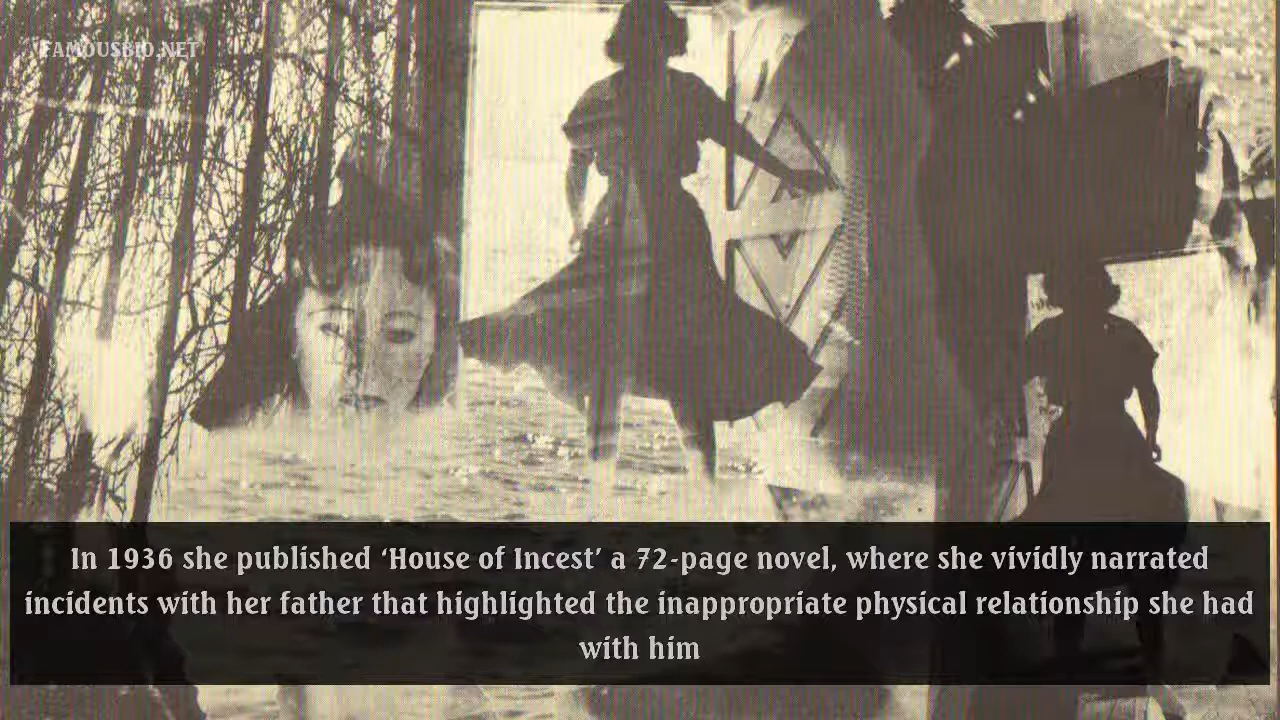 FAMOUSBIO.NET
In 1936 she published ‘House of Incest’ a 72-page novel, where she vividly narrated
incidents with her father that highlighted the inappropriate physical relationship she had
with him